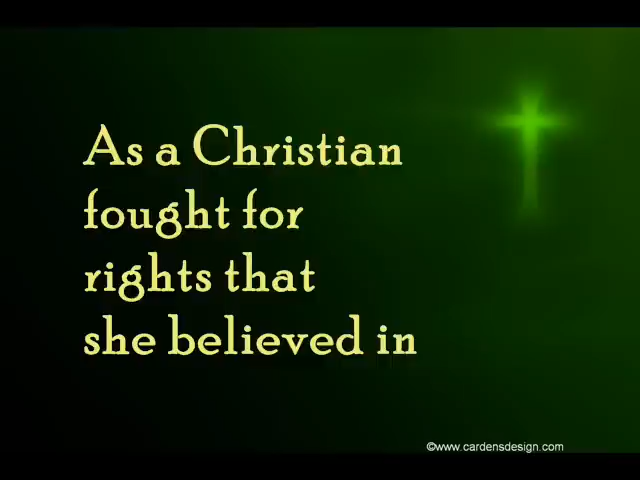 As a Christian
fought for
rights that
she believed in
©www.cardensdesign.com